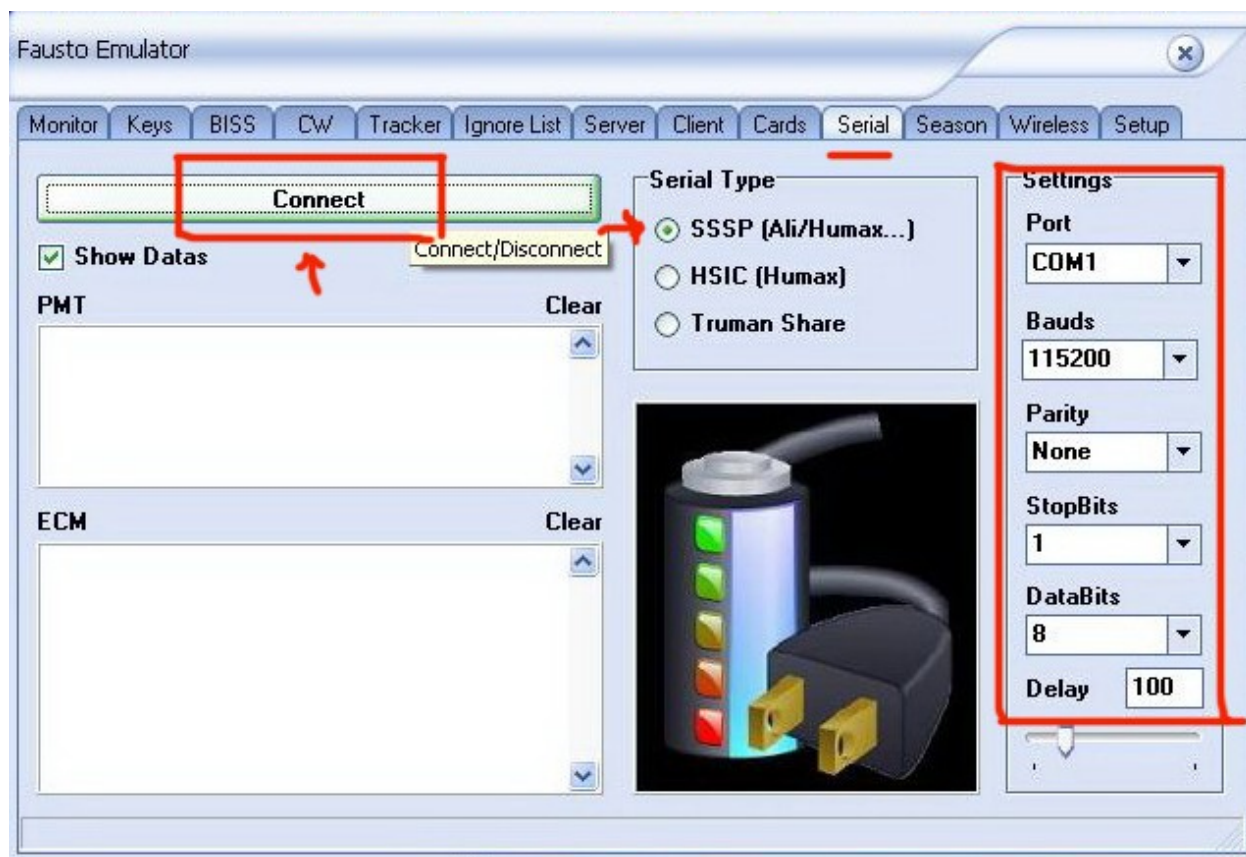 Fausto Emulator
Monitor Keys BISS CW Tracker Ignore List Server Client Cards Serial Season Wireless Setup
Connect
Connect/Disconnect
Show Datas
PMT Clear
ECM Clear
Serial Type
SSSP (Ali/Humax...)
HSIC (Humax)
Truman Share
Settings
Port
COM1
Bauds
115200
Parity
None
StopBits
1
DataBits
8
Delay 100